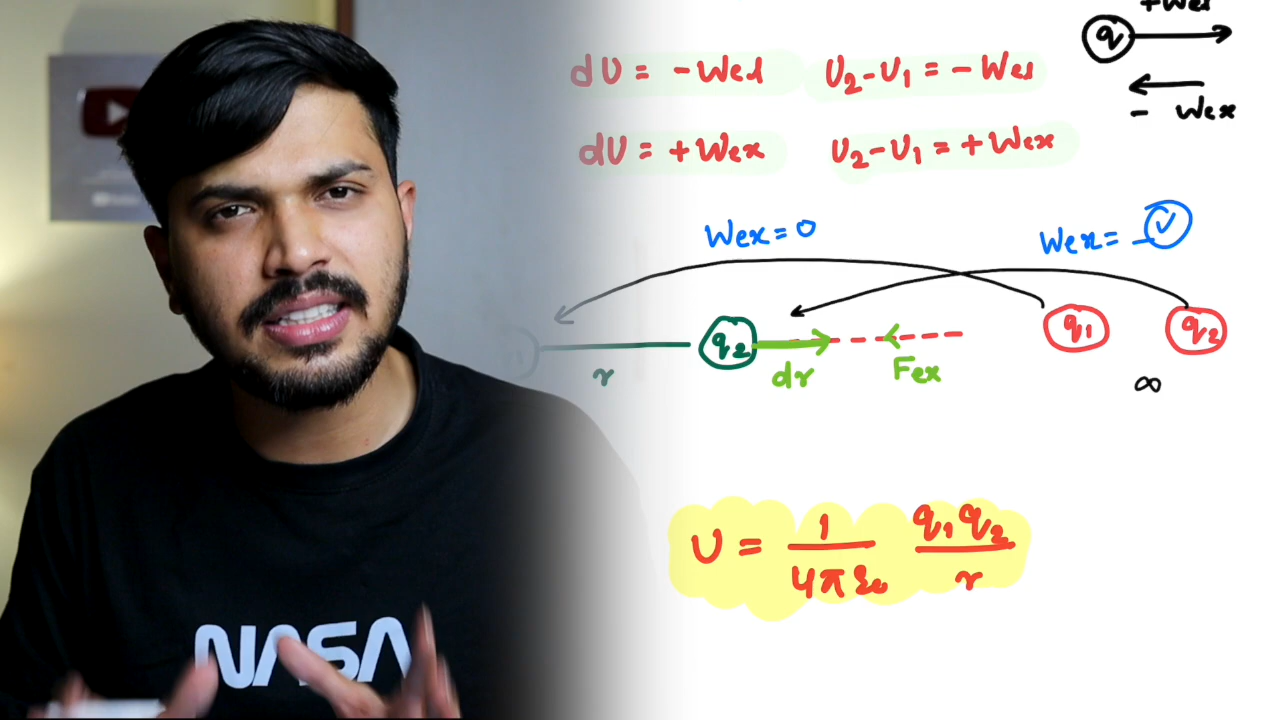 +Wel
q
dU = -Wel U₂-U₁ = -Wel
- Wex
dU = +Wex U₂-U₁ = +Wex
Wex = 0 Wex = U
q₂ q₁ q₂
r dr Fex ∞
U = 1/4πε₀ q₁q₂/r
NASA